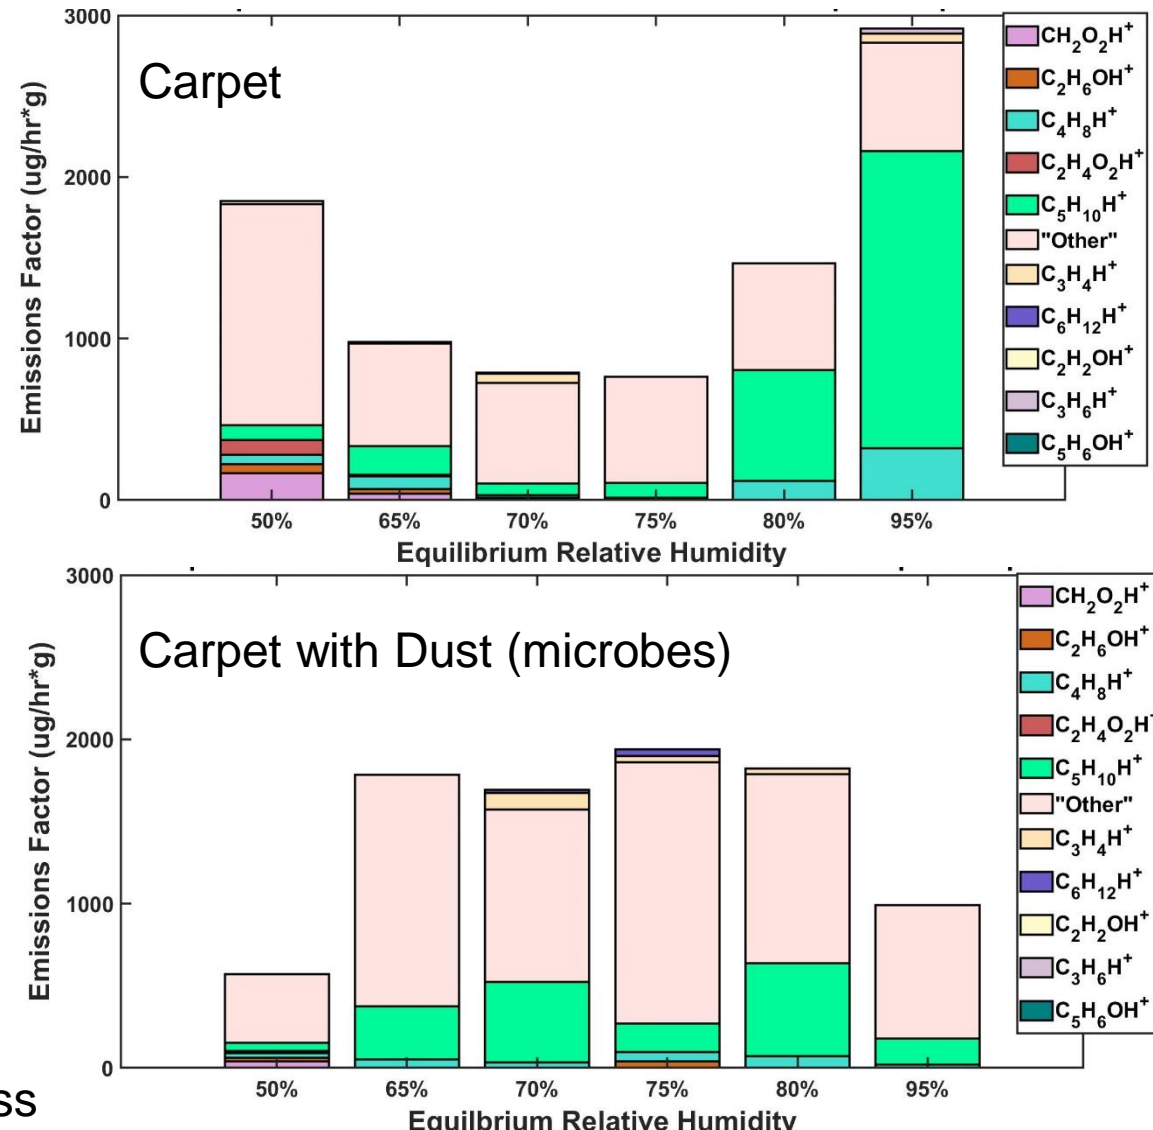 Carpet
Emissions Factor (ug/hr*g)
3000
2000
1000
0
50% 65% 70% 75% 80% 95%
Equilibrium Relative Humidity
CH₂O₂H⁺
C₂H₆OH⁺
C₄H₈H⁺
C₂H₄O₂H⁺
C₅H₁₀H⁺
"Other"
C₃H₄H⁺
C₆H₁₂H⁺
C₂H₂OH⁺
C₃H₆H⁺
C₅H₆OH⁺
Carpet with Dust (microbes)
Emissions Factor (ug/hr*g)
3000
2000
1000
0
50% 65% 70% 75% 80% 95%
Equilbrium Relative Humidity
CH₂O₂H⁺
C₂H₆OH⁺
C₄H₈H⁺
C₂H₄O₂H⁺
C₅H₁₀H⁺
"Other"
C₃H₄H⁺
C₆H₁₂H⁺
C₂H₂OH⁺
C₃H₆H⁺
C₅H₆OH⁺
ss